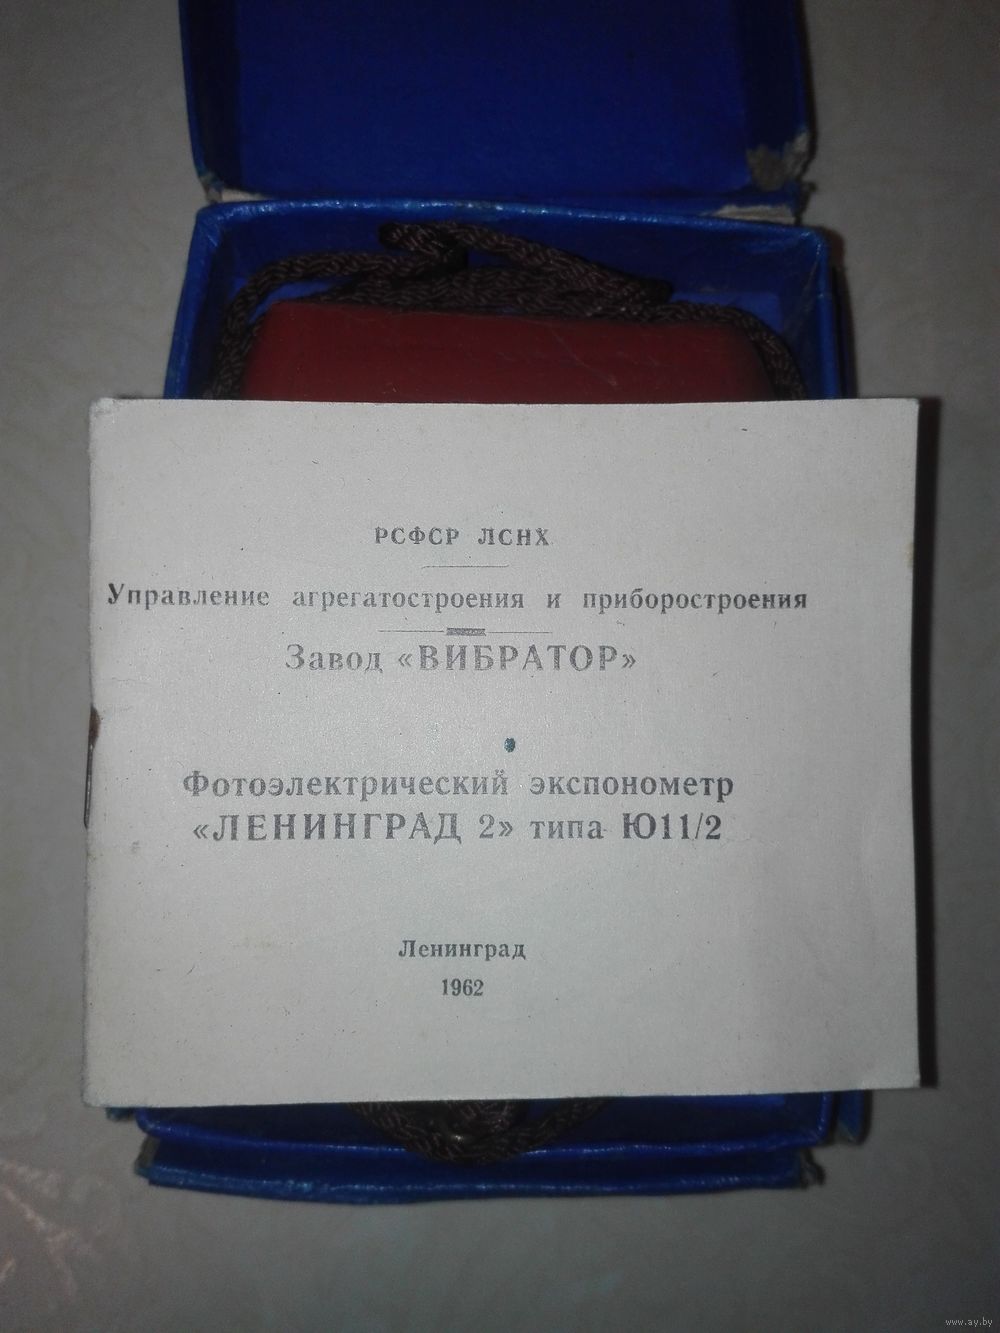 РСФСР ЛСНХ
Управление агрегатостроения и приборостроения
Завод «ВИБРАТОР»
Фотоэлектрический экспонометр
«ЛЕНИНГРАД 2» типа Ю11/2
Ленинград
1962
www.ay.by